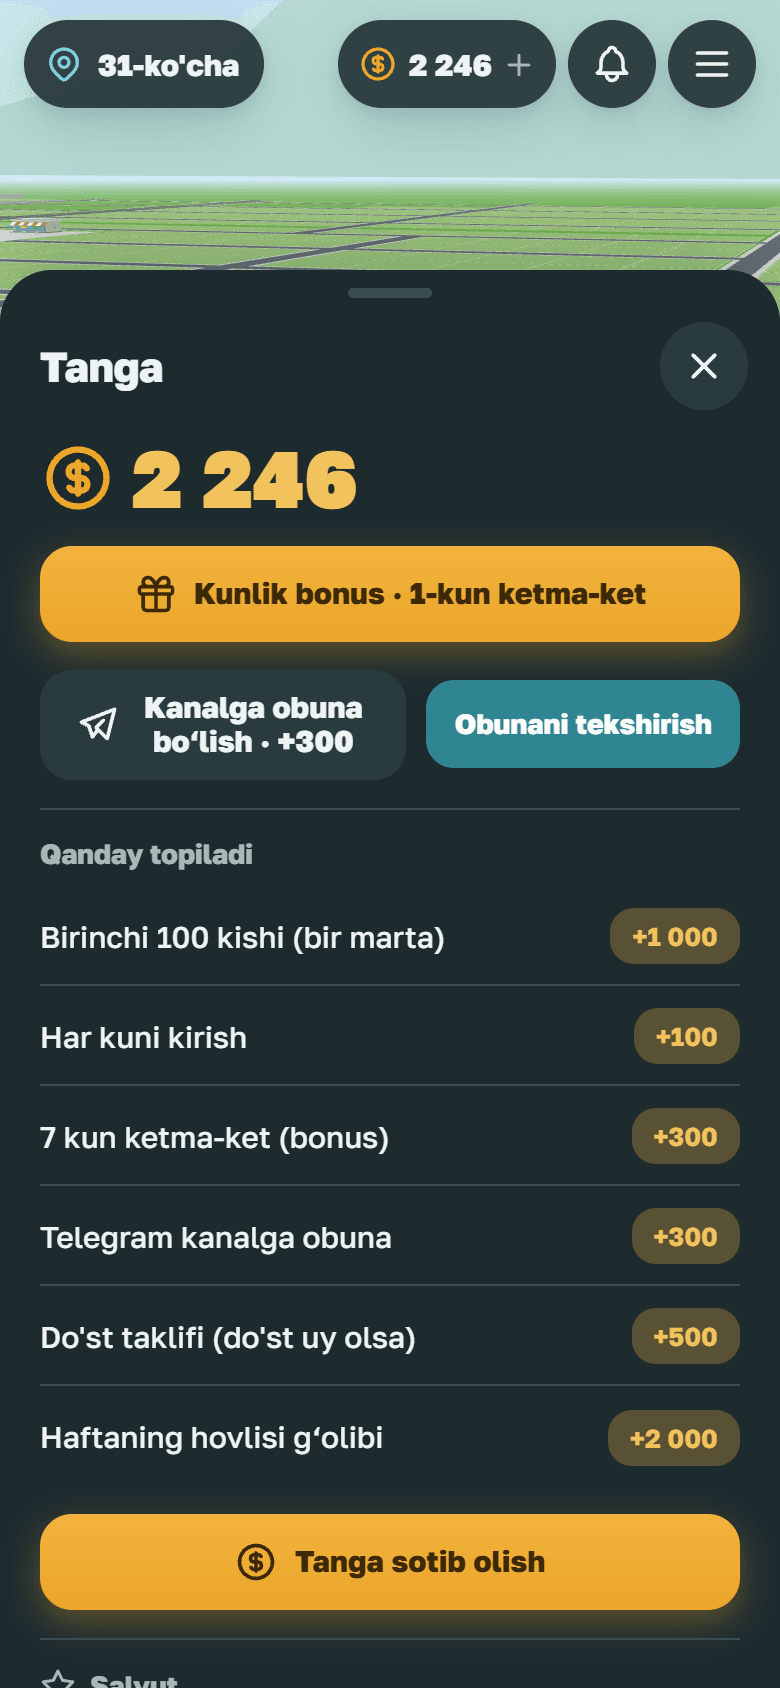 31-ko'cha
2 246
Tanga
2 246
Kunlik bonus · 1-kun ketma-ket
Kanalga obuna
bo‘lish · +300
Obunani tekshirish
Qanday topiladi
Birinchi 100 kishi (bir marta)
+1 000
Har kuni kirish
+100
7 kun ketma-ket (bonus)
+300
Telegram kanalga obuna
+300
Do'st taklifi (do'st uy olsa)
+500
Haftaning hovlisi g‘olibi
+2 000
Tanga sotib olish
Salyut